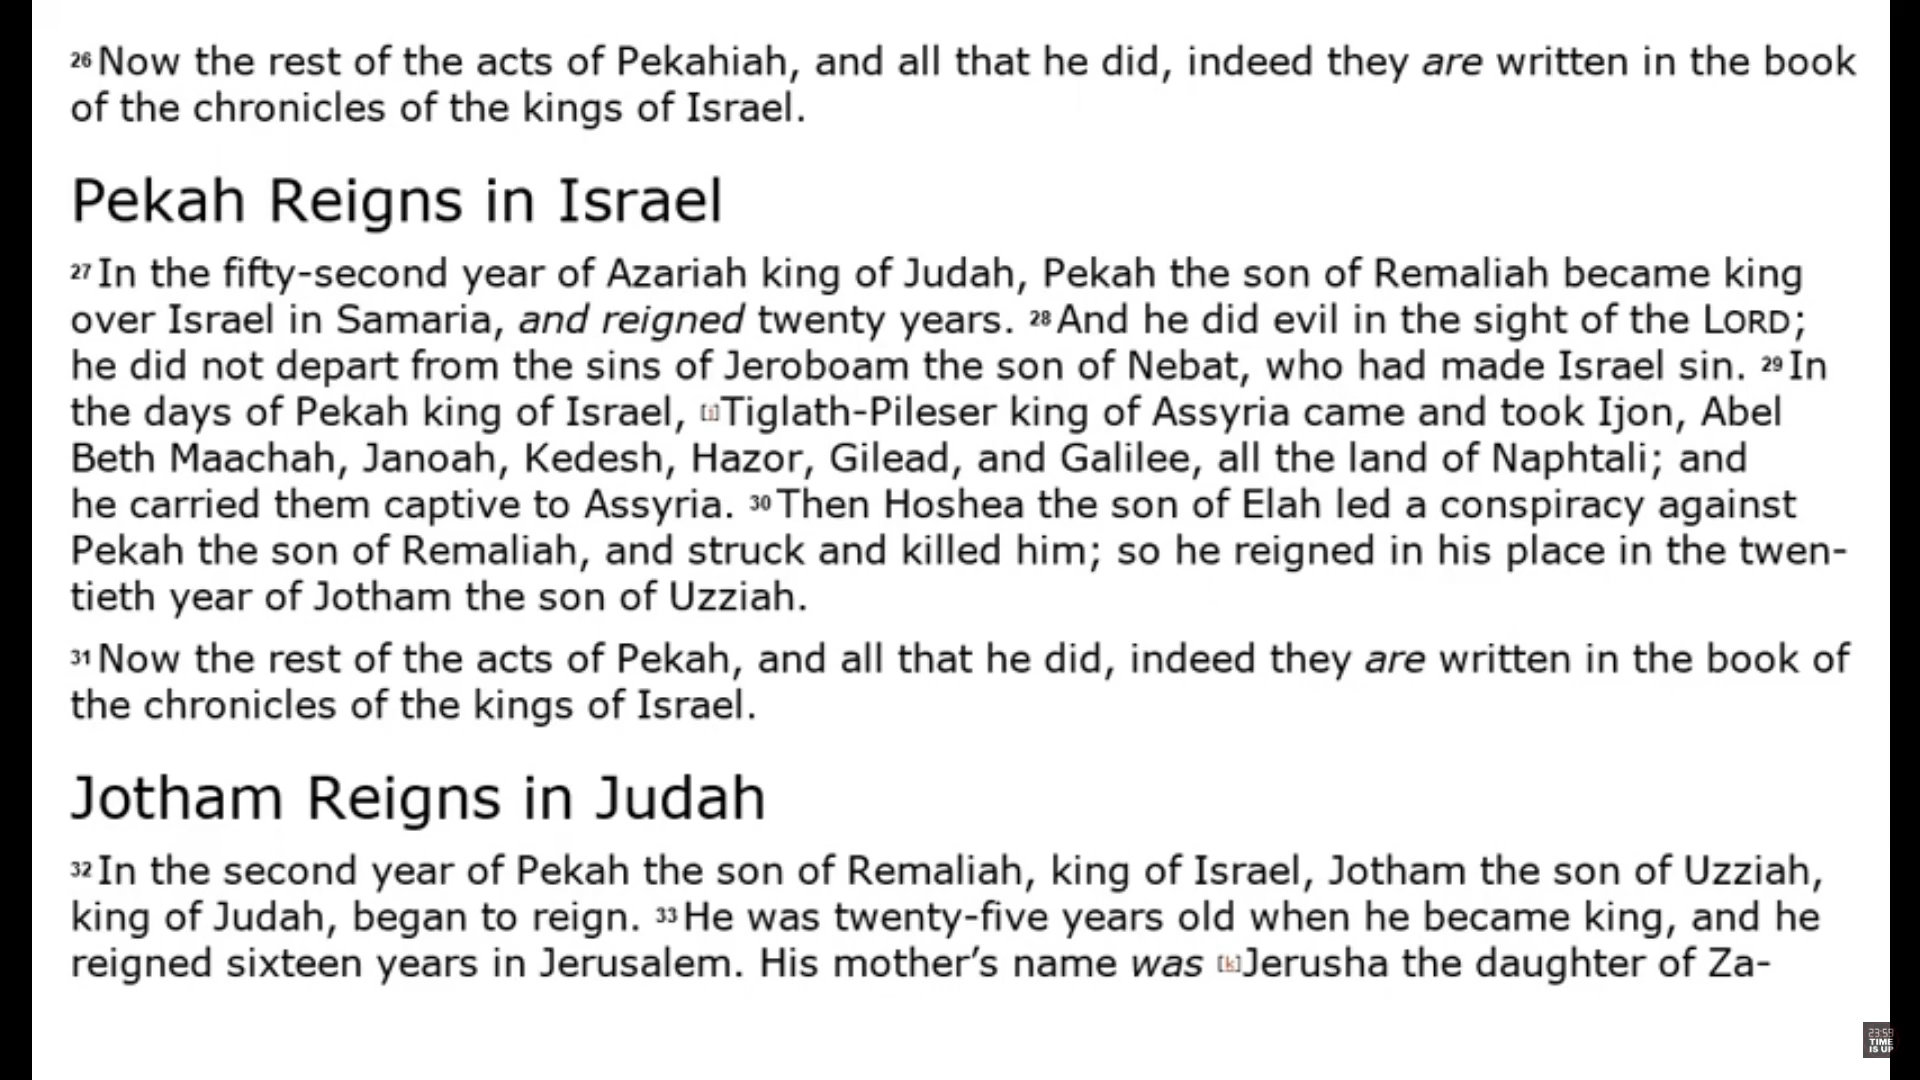 26 Now the rest of the acts of Pekahiah, and all that he did, indeed they are written in the book
of the chronicles of the kings of Israel.
Pekah Reigns in Israel
27 In the fifty-second year of Azariah king of Judah, Pekah the son of Remaliah became king
over Israel in Samaria, and reigned twenty years. 28 And he did evil in the sight of the LORD;
he did not depart from the sins of Jeroboam the son of Nebat, who had made Israel sin. 29 In
the days of Pekah king of Israel, [i]Tiglath-Pileser king of Assyria came and took Ijon, Abel
Beth Maachah, Janoah, Kedesh, Hazor, Gilead, and Galilee, all the land of Naphtali; and
he carried them captive to Assyria. 30 Then Hoshea the son of Elah led a conspiracy against
Pekah the son of Remaliah, and struck and killed him; so he reigned in his place in the twen-
tieth year of Jotham the son of Uzziah.
31 Now the rest of the acts of Pekah, and all that he did, indeed they are written in the book of
the chronicles of the kings of Israel.
Jotham Reigns in Judah
32 In the second year of Pekah the son of Remaliah, king of Israel, Jotham the son of Uzziah,
king of Judah, began to reign. 33 He was twenty-five years old when he became king, and he
reigned sixteen years in Jerusalem. His mother’s name was [k]Jerusha the daughter of Za-
23:59
TIME
IS UP